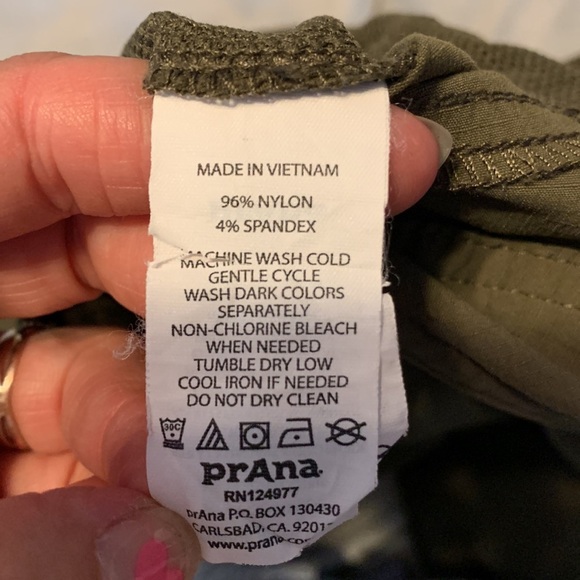 MADE IN VIETNAM
96% NYLON
4% SPANDEX
MACHINE WASH COLD
GENTLE CYCLE
WASH DARK COLORS
SEPARATELY
NON-CHLORINE BLEACH
WHEN NEEDED
TUMBLE DRY LOW
COOL IRON IF NEEDED
DO NOT DRY CLEAN
30C
prAna
RN124977
prAna P.O. BOX 130430
CARLSBAD, CA.